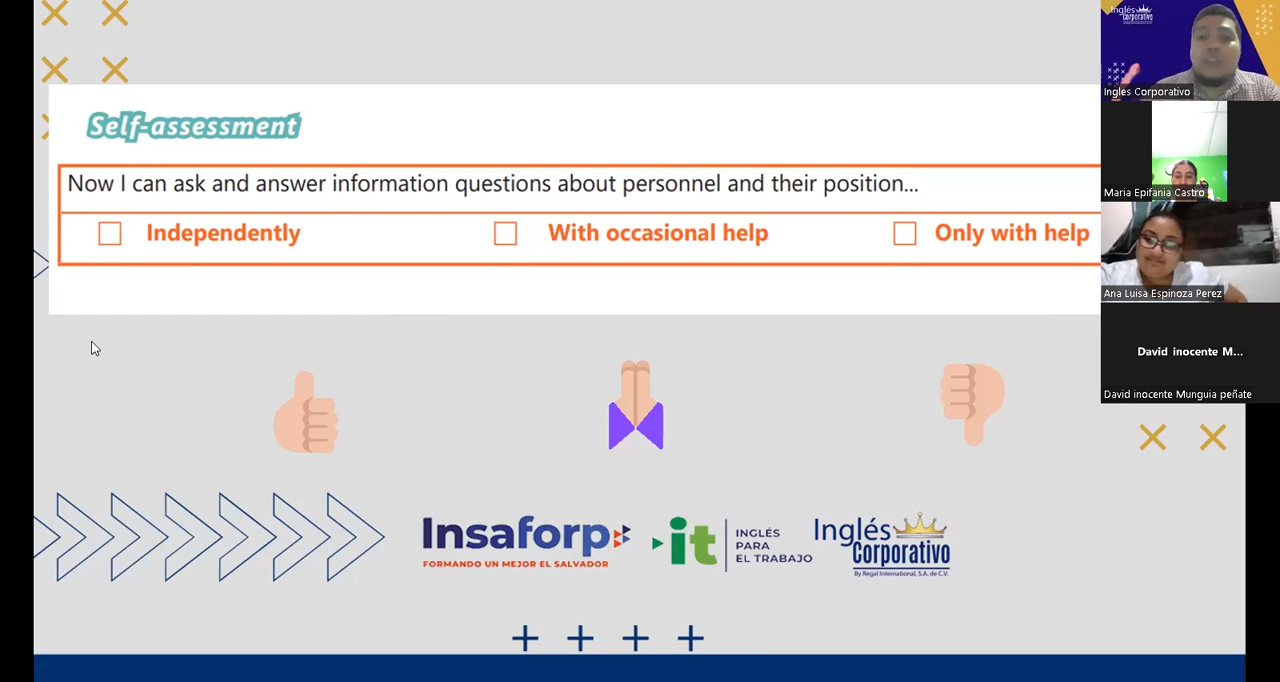 Self-assessment
Now I can ask and answer information questions about personnel and their position...
Independently
With occasional help
Only with help
Insaforp
FORMANDO UN MEJOR EL SALVADOR
it
INGLÉS
PARA
EL TRABAJO
Inglés
Corporativo
By Regal International, S.A. de C.V.
Inglés
Corporativo
Ingles Corporativo
Maria Epifania Castro
Ana Luisa Espinoza Perez
David inocente M...
David inocente Munguia peñate